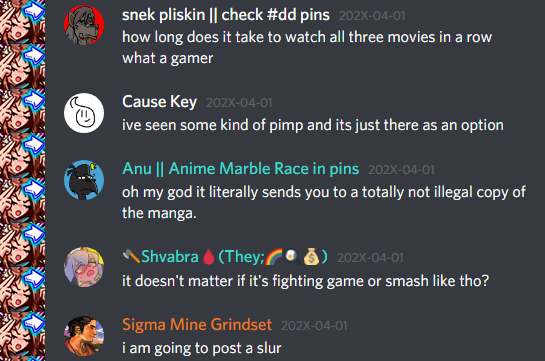 snek pliskin || check #dd pins 202X-04-01
how long does it take to watch all three movies in a row
what a gamer
Cause Key 202X-04-01
ive seen some kind of pimp and its just there as an option
Anu || Anime Marble Race in pins 202X-04-01
oh my god it literally sends you to a totally not illegal copy of
the manga.
🪓Shvabra🩸(They;🌈🍳💰) 202X-04-01
it doesn't matter if it's fighting game or smash like tho?
Sigma Mine Grindset 202X-04-01
i am going to post a slur